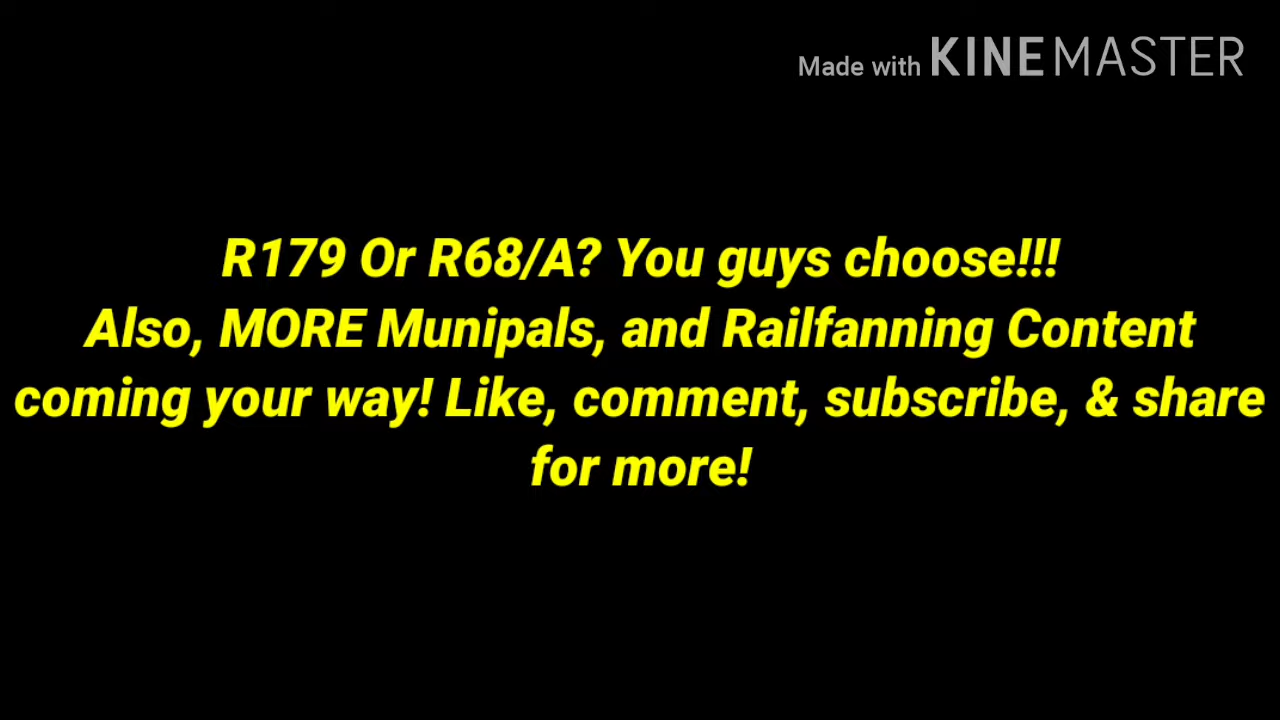 Made with KINEMASTER
R179 Or R68/A? You guys choose!!!
Also, MORE Munipals, and Railfanning Content
coming your way! Like, comment, subscribe, & share
for more!